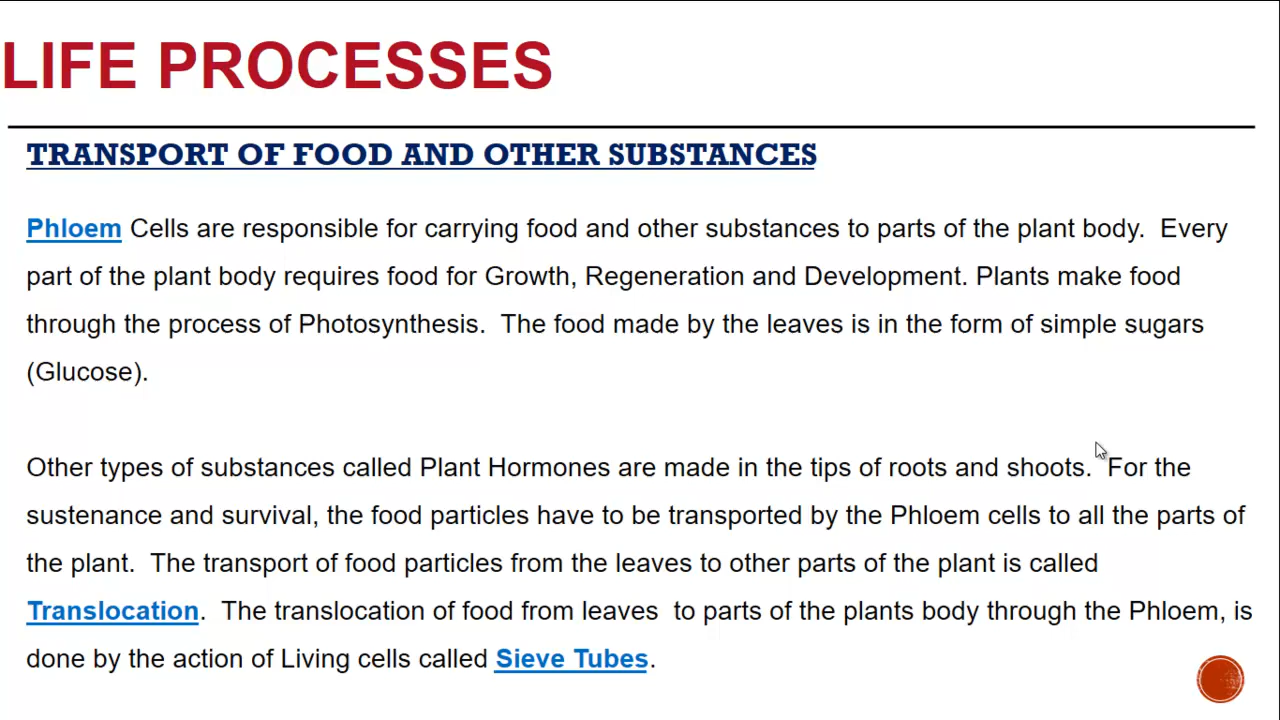 LIFE PROCESSES
TRANSPORT OF FOOD AND OTHER SUBSTANCES
Phloem Cells are responsible for carrying food and other substances to parts of the plant body.  Every
part of the plant body requires food for Growth, Regeneration and Development. Plants make food
through the process of Photosynthesis.  The food made by the leaves is in the form of simple sugars
(Glucose).
Other types of substances called Plant Hormones are made in the tips of roots and shoots.  For the
sustenance and survival, the food particles have to be transported by the Phloem cells to all the parts of
the plant.  The transport of food particles from the leaves to other parts of the plant is called
Translocation.  The translocation of food from leaves  to parts of the plants body through the Phloem, is
done by the action of Living cells called Sieve Tubes.